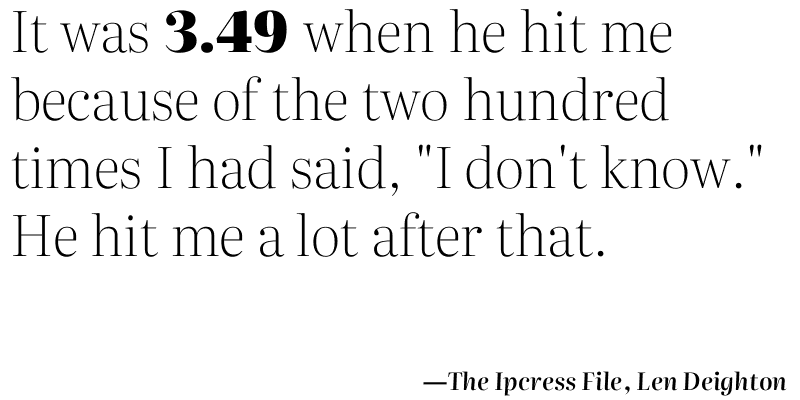 It was 3.49 when he hit me
because of the two hundred
times I had said, "I don't know."
He hit me a lot after that.
—The Ipcress File, Len Deighton